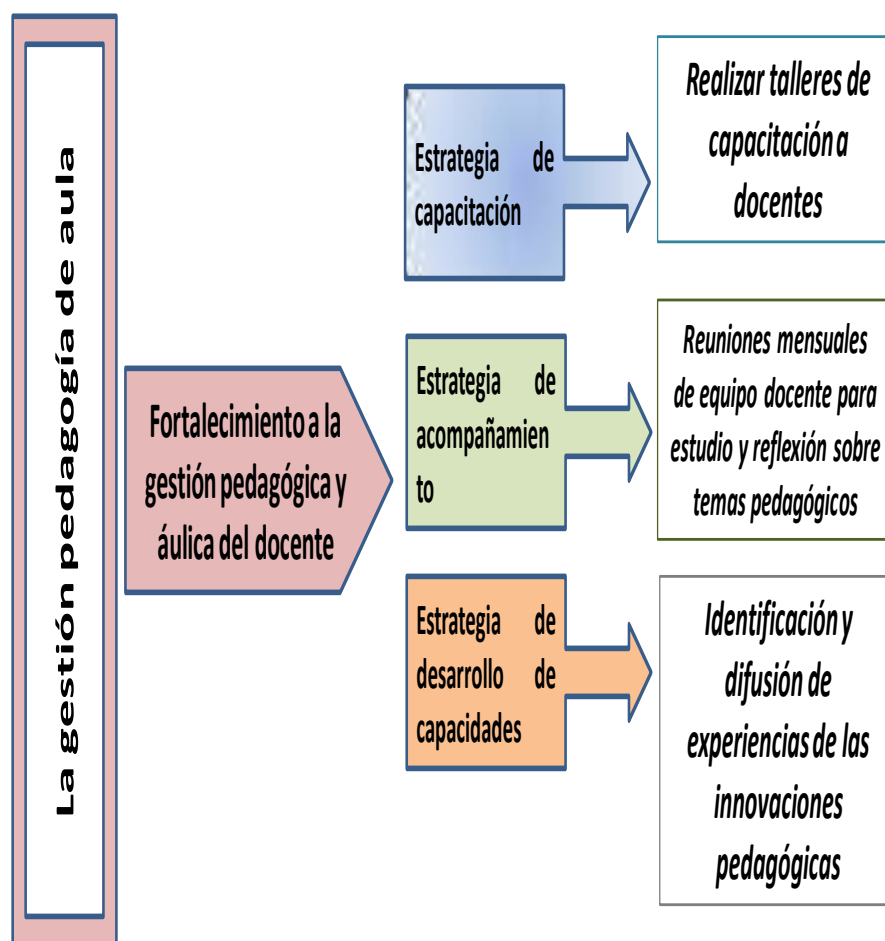 La gestión pedagogía de aula
Fortalecimiento a la
gestión pedagógica y
áulica del docente
Estrategia de
capacitación
Realizar talleres de
capacitación a
docentes
Estrategia de
acompañamien
to
Reuniones mensuales
de equipo docente para
estudio y reflexión sobre
temas pedagógicos
Estrategia de
desarrollo de
capacidades
Identificación y
difusión de
experiencias de las
innovaciones
pedagógicas